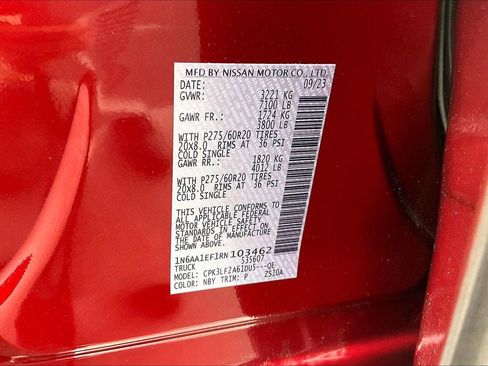 MFD BY NISSAN MOTOR CO., LTD.
DATE: 09/23
GVWR: 3221 KG
7100 LB
GAWR FR.: 1724 KG
3800 LB
WITH P275/60R20 TIRES
20X8.0 RIMS AT 36 PSI
COLD SINGLE
GAWR RR.: 1820 KG
4012 LB
WITH P275/60R20 TIRES
20X8.0 RIMS AT 36 PSI
COLD SINGLE
THIS VEHICLE CONFORMS TO
ALL APPLICABLE FEDERAL
MOTOR VEHICLE SAFETY
STANDARDS IN EFFECT ON
THE DATE OF MANUFACTURE
SHOWN ABOVE.
1N6AA1EF1RN103462
TRUCK S35607
MODEL: CPK3LFZA61DU5---QE
COLOR: NBY TRIM: P ZS10A